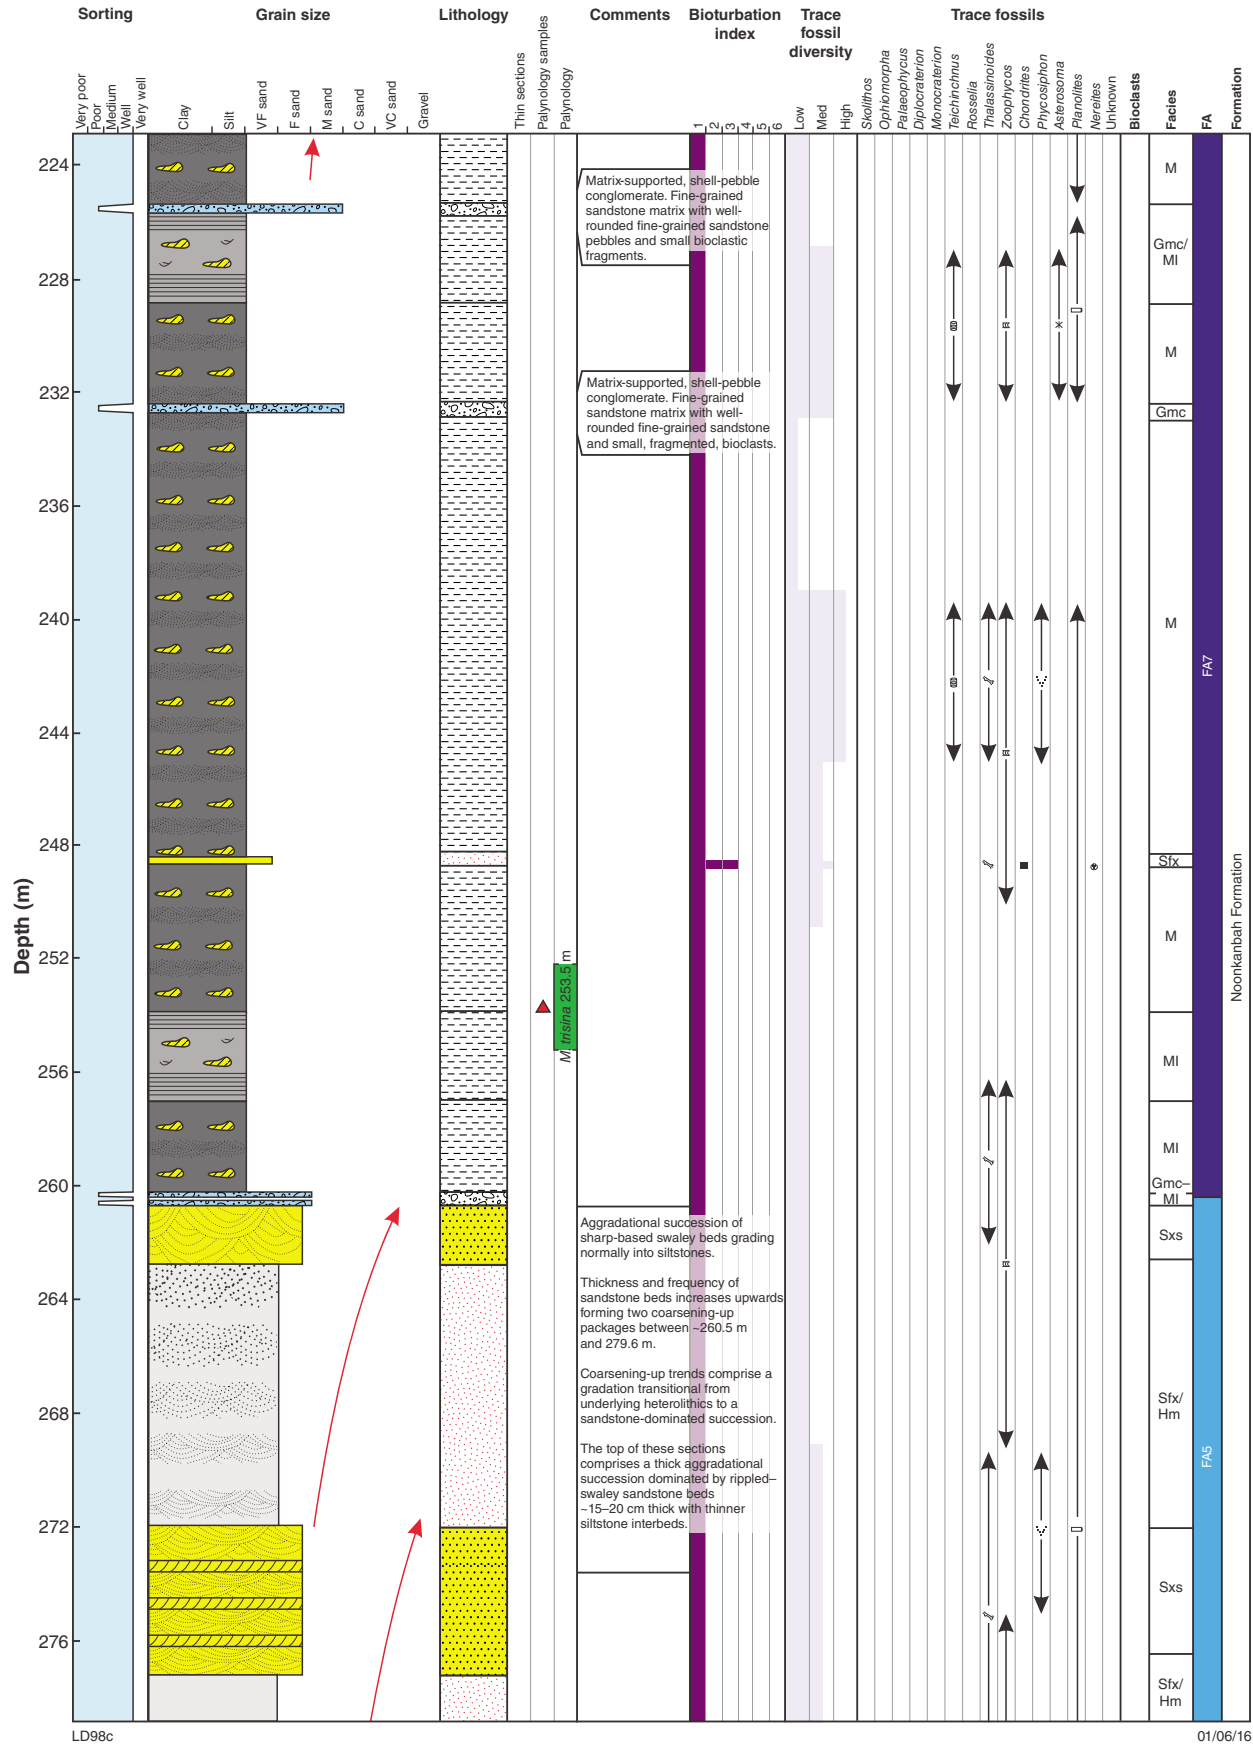 Sorting
Grain size
Lithology
Comments
Bioturbation
index
Trace
fossil
diversity
Trace fossils
Very poor
Poor
Medium
Well
Very well
Clay
Silt
VF sand
F sand
M sand
C sand
VC sand
Gravel
Thin sections
Palynology samples
Palynology
1
2
3
4
5
6
Low
Med
High
Skolithos
Ophiomorpha
Palaeophycus
Diplocraterion
Monocraterion
Teichinchnus
Rossella
Thalassinoides
Zoophycos
Chondrites
Phycosiphon
Asterosoma
Planolites
Nereites
Unknown
Bioclasts
Facies
FA
Formation
Depth (m)
224
228
232
236
240
244
248
252
256
260
264
268
272
276
Matrix-supported, shell-pebble
conglomerate. Fine-grained
sandstone matrix with well-
rounded fine-grained sandstone
pebbles and small bioclastic
fragments.
Matrix-supported, shell-pebble
conglomerate. Fine-grained
sandstone matrix with well-
rounded fine-grained sandstone
and small, fragmented, bioclasts.
M. trisina 253.5 m
Aggradational succession of
sharp-based swaley beds grading
normally into siltstones.
Thickness and frequency of
sandstone beds increases upwards
forming two coarsening-up
packages between ~260.5 m
and 279.6 m.
Coarsening-up trends comprise a
gradation transitional from
underlying heterolithics to a
sandstone-dominated succession.
The top of these sections
comprises a thick aggradational
succession dominated by rippled–
swaley sandstone beds
~15–20 cm thick with thinner
siltstone interbeds.
M
Gmc/
MI
M
Gmc
M
Sfx
M
MI
MI
Gmc–
MI
Sxs
Sfx/
Hm
Sxs
Sfx/
Hm
FA7
FA5
Noonkanbah Formation
LD98c
01/06/16